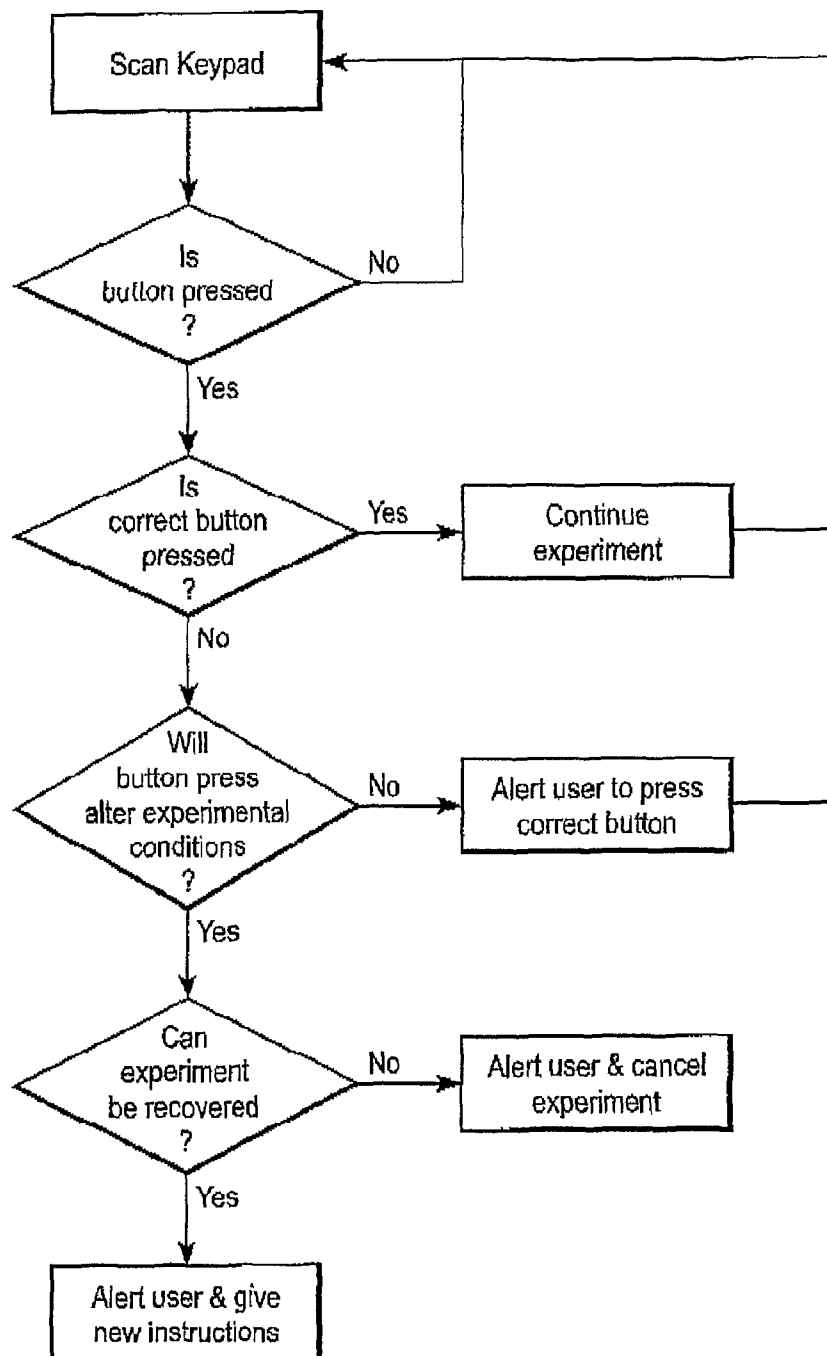 Scan Keypad
Is
button pressed
?
No
Yes
Is
correct button
pressed
?
Yes
Continue
experiment
No
Will
button press
alter experimental
conditions
?
No
Alert user to press
correct button
Yes
Can
experiment
be recovered
?
No
Alert user & cancel
experiment
Yes
Alert user & give
new instructions